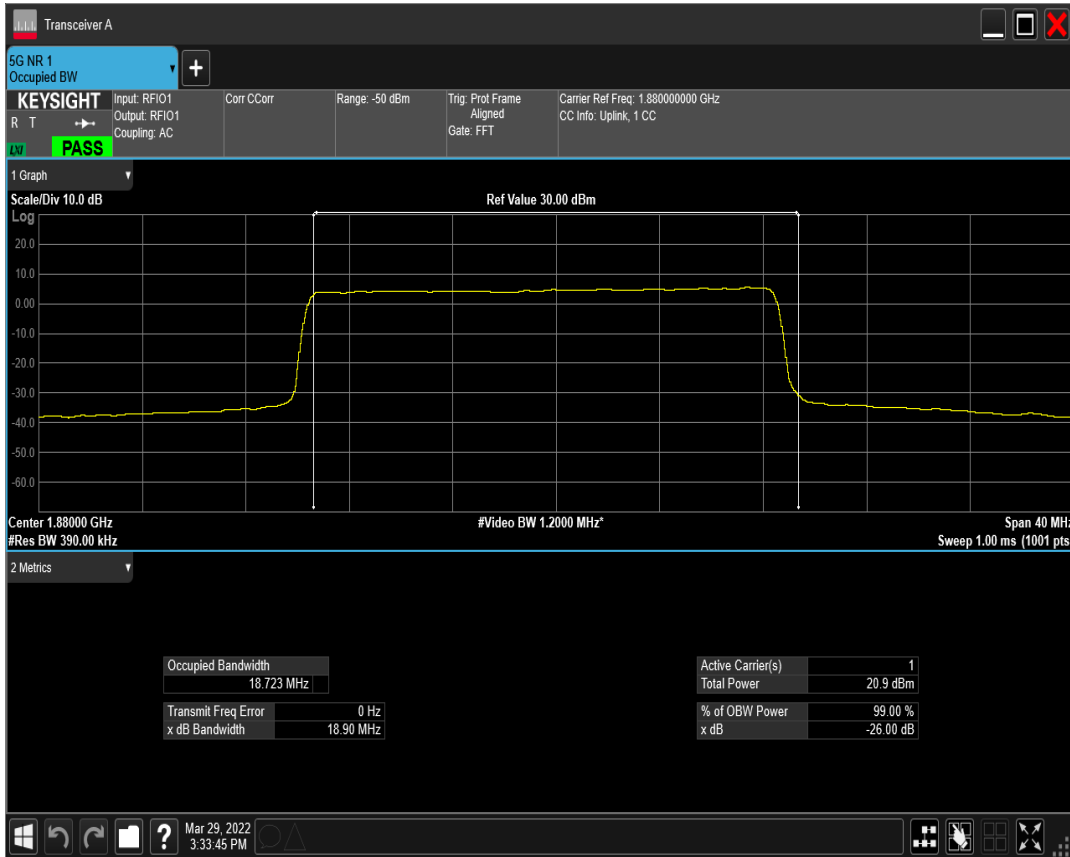 Transceiver A
5G NR 1
Occupied BW
+
KEYSIGHT
R T
LXI
PASS
Input: RFIO1
Output: RFIO1
Coupling: AC
Corr CCorr
Range: -50 dBm
Trig: Prot Frame
Aligned
Gate: FFT
Carrier Ref Freq: 1.880000000 GHz
CC Info: Uplink, 1 CC
1 Graph
Scale/Div 10.0 dB
Ref Value 30.00 dBm
Log
20.0
10.0
0.00
-10.0
-20.0
-30.0
-40.0
-50.0
-60.0
Center 1.88000 GHz
#Video BW 1.2000 MHz*
Span 40 MHz
#Res BW 390.00 kHz
Sweep 1.00 ms (1001 pts
2 Metrics
Occupied Bandwidth
18.723 MHz
Transmit Freq Error 0 Hz
x dB Bandwidth 18.90 MHz
Active Carrier(s) 1
Total Power 20.9 dBm
% of OBW Power 99.00 %
x dB -26.00 dB
?
Mar 29, 2022
3:33:45 PM